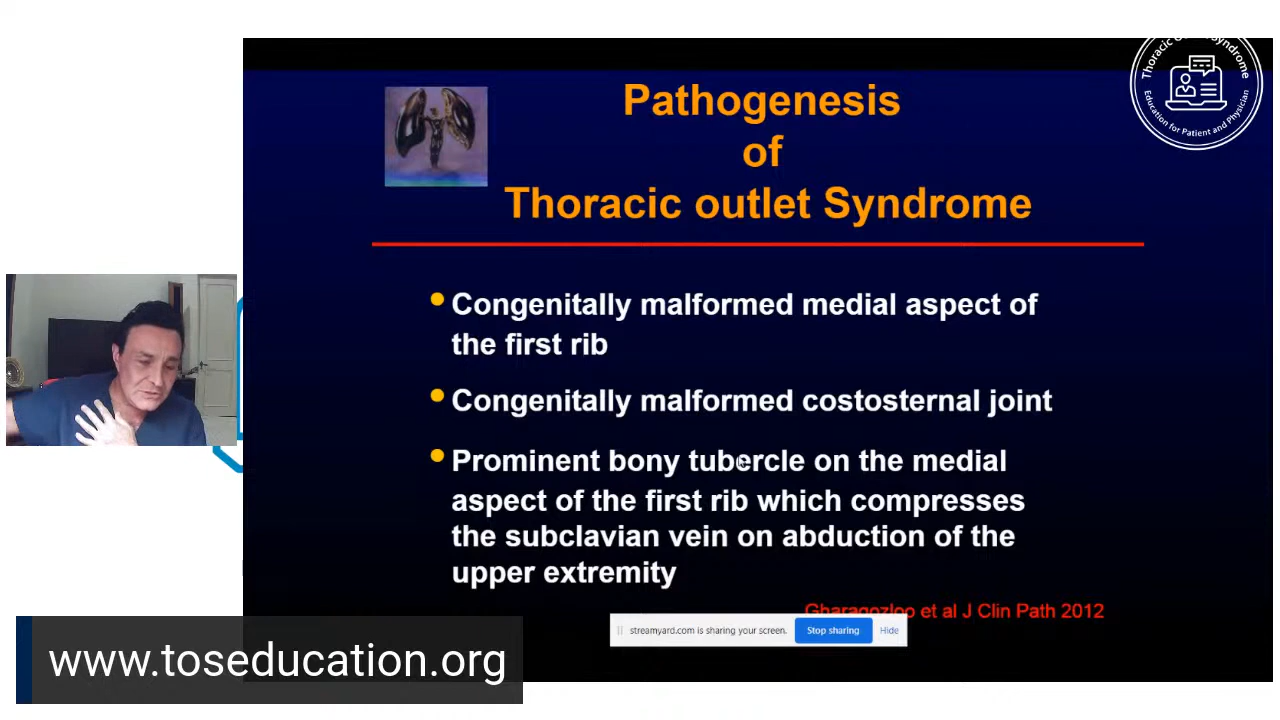 Thoracic Outlet Syndrome
Education for Patient and Physician
Pathogenesis
of
Thoracic outlet Syndrome
Congenitally malformed medial aspect of
the first rib
Congenitally malformed costosternal joint
Prominent bony tubercle on the medial
aspect of the first rib which compresses
the subclavian vein on abduction of the
upper extremity
Gharagozloo et al J Clin Path 2012
streamyard.com is sharing your screen. Stop sharing Hide
www.toseducation.org